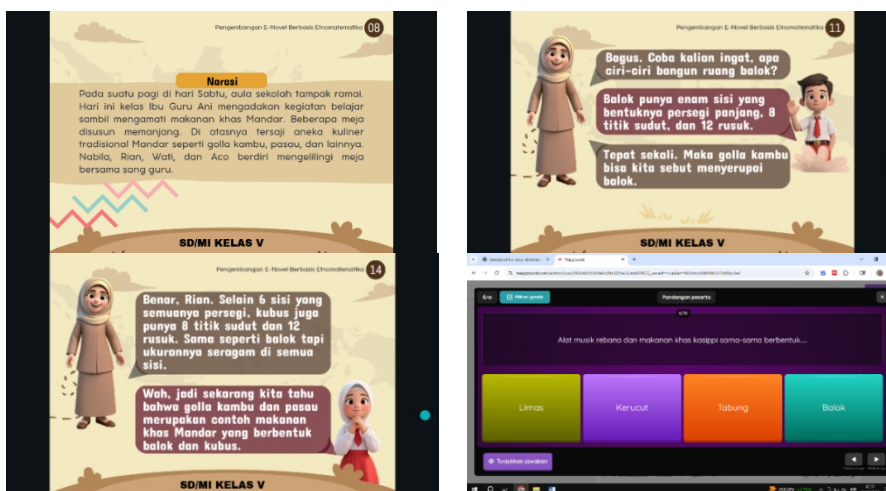 Pengembangan E-Novel Berbasis Etnomatematika 08
Narasi
Pada suatu pagi di hari Sabtu, aula sekolah tampak ramai.
Hari ini kelas Ibu Guru Ani mengadakan kegiatan belajar
sambil mengamati makanan khas Mandar. Beberapa meja
disusun memanjang. Di atasnya tersaji aneka kuliner
tradisional Mandar seperti golla kambu, pasau, dan lainnya.
Nabila, Rian, Wati, dan Aco berdiri mengelilingi meja
bersama sang guru.
SD/MI KELAS V
Pengembangan E-Novel Berbasis Etnomatematika 11
Bagus. Coba kalian ingat, apa
ciri-ciri bangun ruang balok?
Balok punya enam sisi yang
bentuknya persegi panjang, 8
titik sudut, dan 12 rusuk.
Tepat sekali. Maka golla kambu
bisa kita sebut menyerupai
balok.
SD/MI KELAS V
Pengembangan E-Novel Berbasis Etnomatematika 14
Benar, Rian. Selain 6 sisi yang
semuanya persegi, kubus juga
punya 8 titik sudut dan 12
rusuk. Sama seperti balok tapi
ukurannya seragam di semua
sisi.
Wah, jadi sekarang kita tahu
bahwa golla kambu dan pasau
merupakan contoh makanan
khas Mandar yang berbentuk
balok dan kubus.
SD/MI KELAS V
Pandangan peserta
Alat musik rebana dan makanan khas kasippi sama-sama berbentuk....
Limas
Kerucut
Tabung
Balok
Tunjukkan jawaban